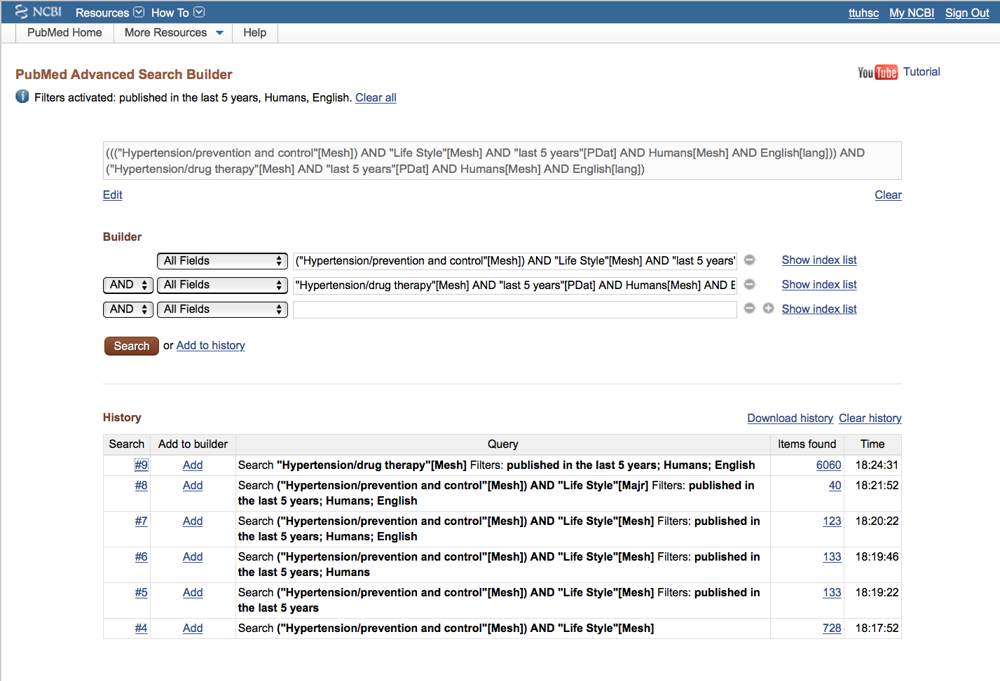 NCBI Resources How To ttuhsc My NCBI Sign Out
PubMed Home More Resources Help
PubMed Advanced Search Builder
YouTube Tutorial
Filters activated: published in the last 5 years, Humans, English. Clear all
((("Hypertension/prevention and control"[Mesh]) AND "Life Style"[Mesh] AND "last 5 years"[PDat] AND Humans[Mesh] AND English[lang])) AND
("Hypertension/drug therapy"[Mesh] AND "last 5 years"[PDat] AND Humans[Mesh] AND English[lang])
Edit Clear
Builder
All Fields ("Hypertension/prevention and control"[Mesh]) AND "Life Style"[Mesh] AND "last 5 years" Show index list
AND All Fields "Hypertension/drug therapy"[Mesh] AND "last 5 years"[PDat] AND Humans[Mesh] AND E Show index list
AND All Fields Show index list
Search or Add to history
History Download history Clear history
Search Add to builder Query Items found Time
#9 Add Search "Hypertension/drug therapy"[Mesh] Filters: published in the last 5 years; Humans; English 6060 18:24:31
#8 Add Search ("Hypertension/prevention and control"[Mesh]) AND "Life Style"[Majr] Filters: published in 40 18:21:52
the last 5 years; Humans; English
#7 Add Search ("Hypertension/prevention and control"[Mesh]) AND "Life Style"[Mesh] Filters: published in 123 18:20:22
the last 5 years; Humans; English
#6 Add Search ("Hypertension/prevention and control"[Mesh]) AND "Life Style"[Mesh] Filters: published in 133 18:19:46
the last 5 years; Humans
#5 Add Search ("Hypertension/prevention and control"[Mesh]) AND "Life Style"[Mesh] Filters: published in 133 18:19:22
the last 5 years
#4 Add Search ("Hypertension/prevention and control"[Mesh]) AND "Life Style"[Mesh] 728 18:17:52